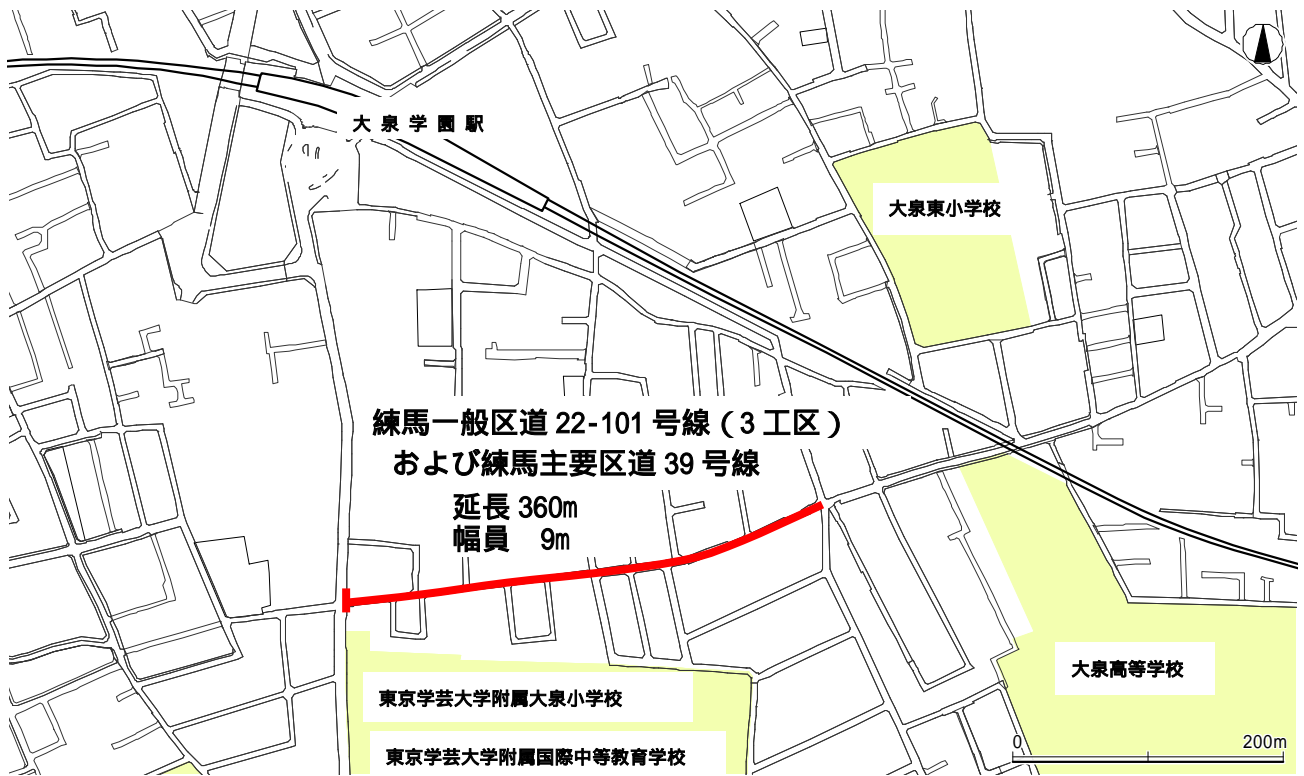 大泉学園駅
大泉東小学校
練馬一般区道 22-101 号線（3 工区）
および練馬主要区道 39 号線
延長 360m
幅員 9m
大泉高等学校
東京学芸大学附属大泉小学校
東京学芸大学附属国際中等教育学校
0 200m